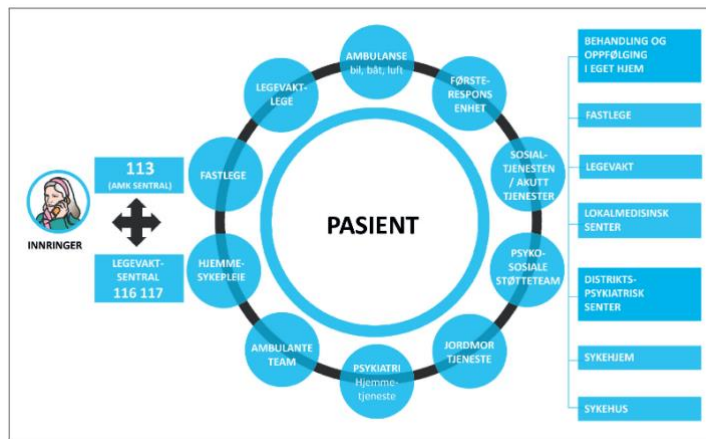 INNRINGER
113
(AMK SENTRAL)
LEGEVAKT-
SENTRAL
116 117
AMBULANSE
bil, båt, luft
FØRSTE-
RESPONS
ENHET
SOSIAL-
TJENESTEN
/ AKUTT
TJENESTER
PSYKO-
SOSIALE
STØTTETEAM
JORDMOR
TJENESTE
PSYKIATRI
Hjemme-
tjeneste
AMBULANTE
TEAM
HJEMME-
SYKEPLEIE
FASTLEGE
LEGEVAKT-
LEGE
PASIENT
BEHANDLING OG
OPPFØLGING
I EGET HJEM
FASTLEGE
LEGEVAKT
LOKALMEDISINSK
SENTER
DISTRIKTS-
PSYKIATRISK
SENTER
SYKEHJEM
SYKEHUS